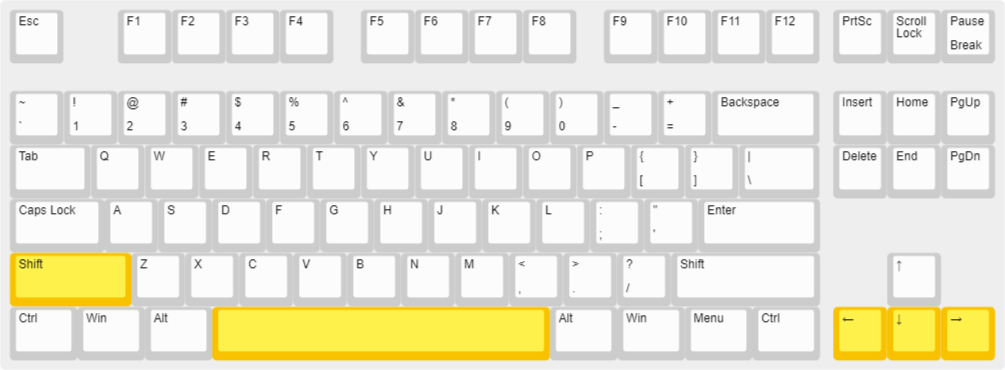 Esc F1 F2 F3 F4 F5 F6 F7 F8 F9 F10 F11 F12 PrtSc Scroll Pause
Lock
Break
~ ! @ # $ % ^ & * ( ) _ + Backspace Insert Home PgUp
` 1 2 3 4 5 6 7 8 9 0 - =
Tab Q W E R T Y U I O P { } | Delete End PgDn
[ ] \
Caps Lock A S D F G H J K L : " Enter
; '
Shift Z X C V B N M < > ? Shift ↑
, . /
Ctrl Win Alt Alt Win Menu Ctrl ← ↓ →